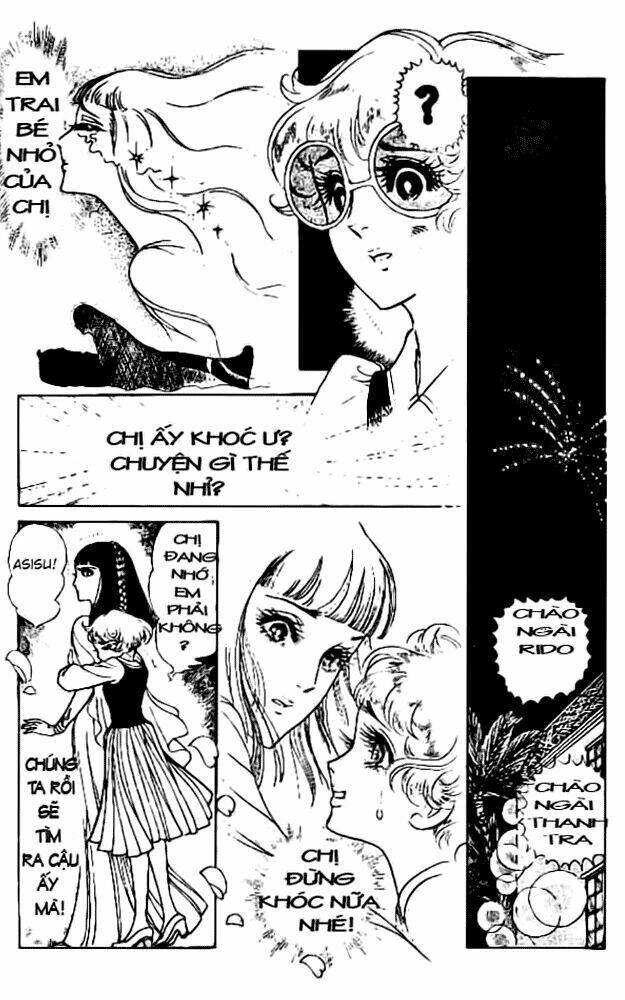 EM
TRAI
BÉ
NHỎ
CỦA
CHỊ
?
CHỊ ẤY KHOÁC Ư?
CHUYỆN GÌ THẾ
NHỈ?
ASISU!
CHỊ
ĐANG
NHỚ
EM
PHẢI
KHÔNG
?
CHÚNG
TA RỒI
SẼ
TÌM
RA CẬU
ẤY
MÀ!
CHỊ
ĐỪNG
KHÓC NỮA
NHÉ!
CHÀO
NGÀI
RIDO
CHÀO
NGÀI
THANH
TRA